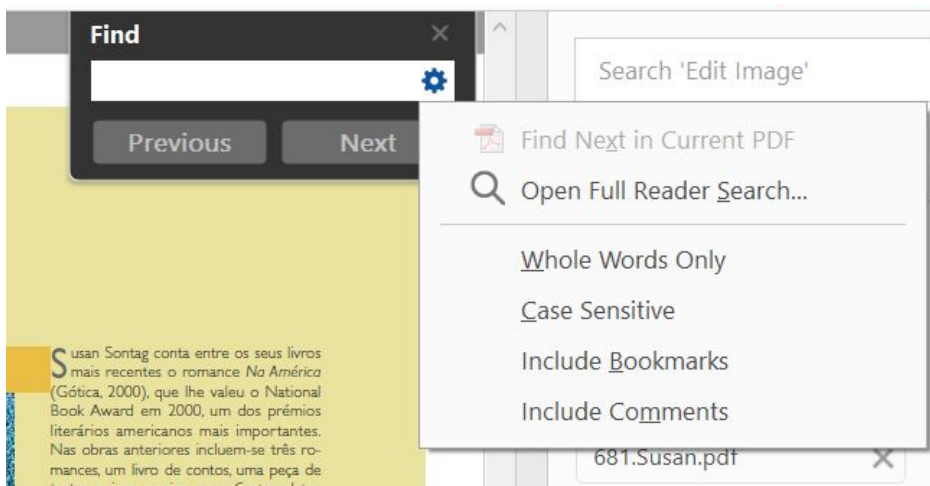 Find
Search 'Edit Image'
Previous
Next
Find Next in Current PDF
Open Full Reader Search...
Whole Words Only
Case Sensitive
Include Bookmarks
Include Comments
681.Susan.pdf
Susan Sontag conta entre os seus livros
mais recentes o romance Na América
(Gótica, 2000), que lhe valeu o National
Book Award em 2000, um dos prémios
literários americanos mais importantes.
Nas obras anteriores incluem-se três ro-
mances, um livro de contos, uma peça de